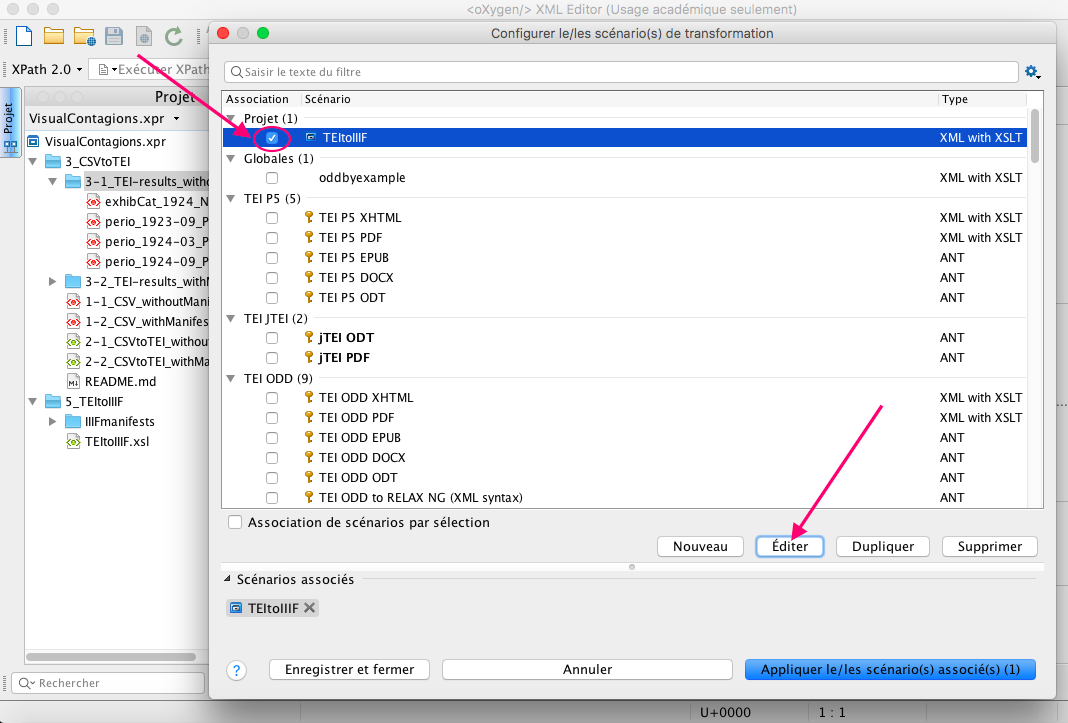 <oXygen/> XML Editor (Usage académique seulement)
Configurer le/les scénario(s) de transformation
XPath 2.0
Exécuter XPath
Projet
Projet
VisualContagions.xpr
VisualContagions.xpr
3_CSVtoTEI
3-1_TEI-results_witho
exhibCat_1924_N
perio_1923-09_P
perio_1924-03_P
perio_1924-09_P
3-2_TEI-results_withM
1-1_CSV_withoutMani
1-2_CSV_withManifes
2-1_CSVtoTEI_withou
2-2_CSVtoTEI_withMa
README.md
5_TEItoIIIF
IIIFmanifests
TEItoIIIF.xsl
Rechercher
Saisir le texte du filtre
Association Scénario Type
Projet (1)
TEItoIIIF XML with XSLT
Globales (1)
oddbyexample XML with XSLT
TEI P5 (5)
TEI P5 XHTML XML with XSLT
TEI P5 PDF XML with XSLT
TEI P5 EPUB ANT
TEI P5 DOCX ANT
TEI P5 ODT ANT
TEI JTEI (2)
jTEI ODT ANT
jTEI PDF ANT
TEI ODD (9)
TEI ODD XHTML XML with XSLT
TEI ODD PDF XML with XSLT
TEI ODD EPUB ANT
TEI ODD DOCX ANT
TEI ODD ODT ANT
TEI ODD to RELAX NG (XML syntax) ANT
Association de scénarios par sélection
Nouveau Éditer Dupliquer Supprimer
Scénarios associés
TEItoIIIF
? Enregistrer et fermer Annuler Appliquer le/les scénario(s) associé(s) (1)
U+0000 1 : 1